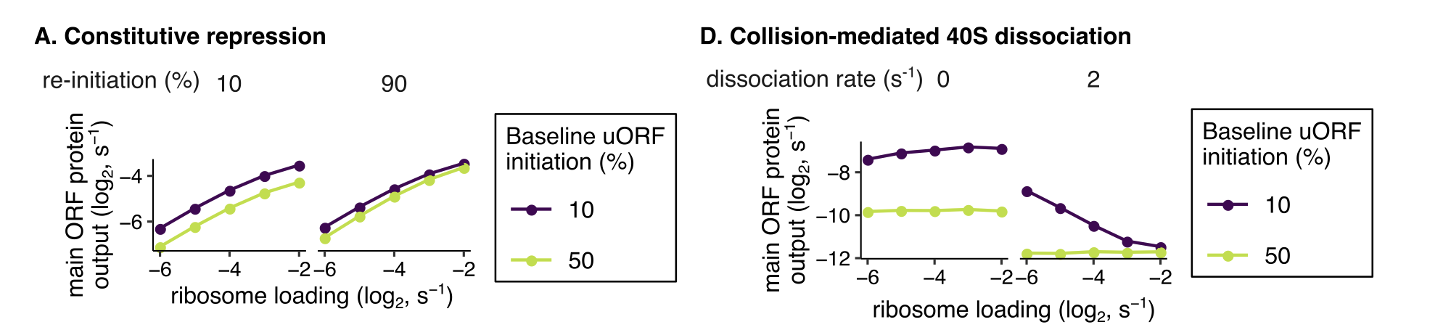 A. Constitutive repression
re-initiation (%) 10 90
main ORF protein
output (log₂, s⁻¹)
−4
−6
−6 −4 −2 −6 −4 −2
ribosome loading (log₂, s⁻¹)
Baseline uORF
initiation (%)
10
50
D. Collision-mediated 40S dissociation
dissociation rate (s⁻¹) 0 2
main ORF protein
output (log₂, s⁻¹)
−8
−10
−12
−6 −4 −2 −6 −4 −2
ribosome loading (log₂, s⁻¹)
Baseline uORF
initiation (%)
10
50